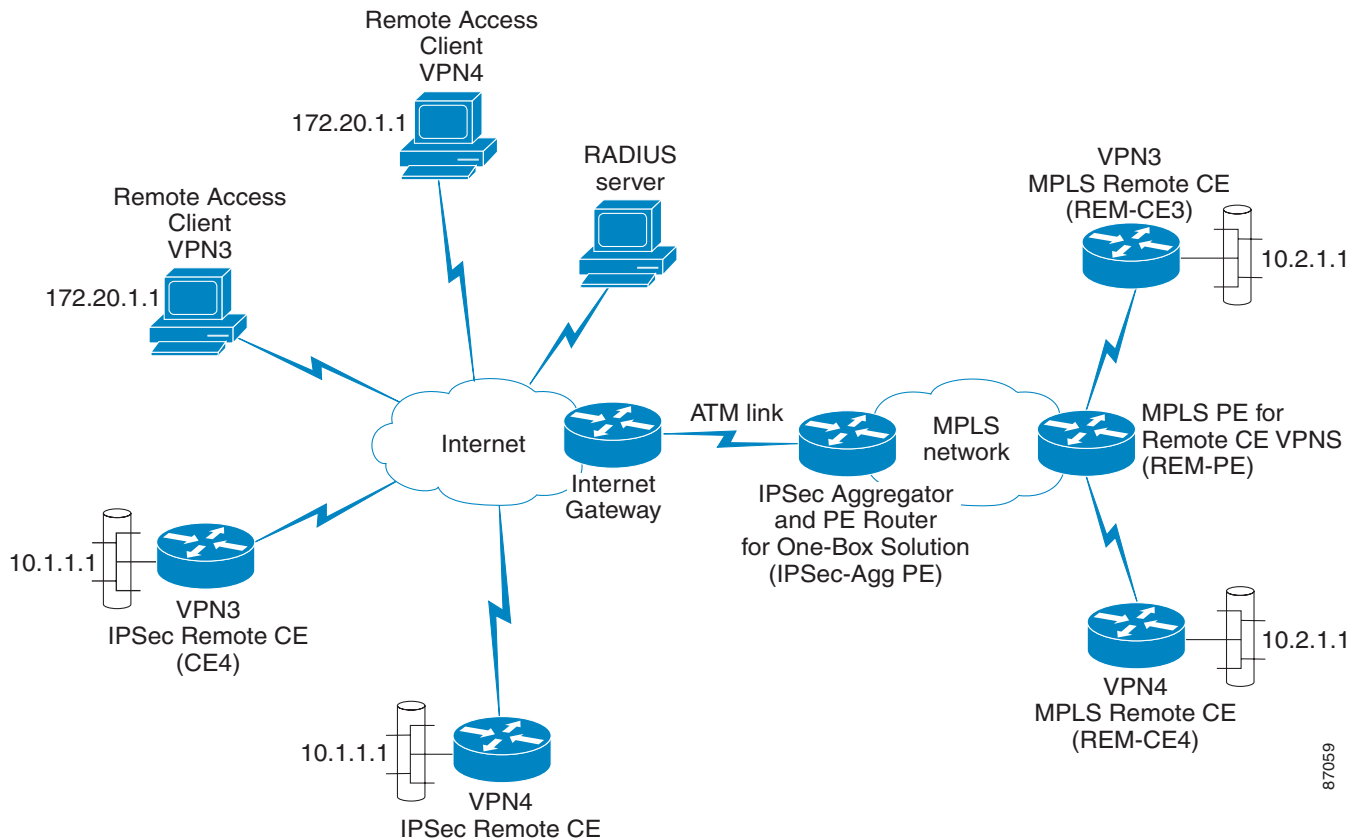 Remote Access
Client
VPN4
172.20.1.1
RADIUS
server
Remote Access
Client
VPN3
172.20.1.1
VPN3
MPLS Remote CE
(REM-CE3)
10.2.1.1
Internet
Internet
Gateway
ATM link
MPLS
network
IPSec Aggregator
and PE Router
for One-Box Solution
(IPSec-Agg PE)
MPLS PE for
Remote CE VPNS
(REM-PE)
10.1.1.1
VPN3
IPSec Remote CE
(CE4)
10.1.1.1
VPN4
IPSec Remote CE
10.2.1.1
VPN4
MPLS Remote CE
(REM-CE4)
87059